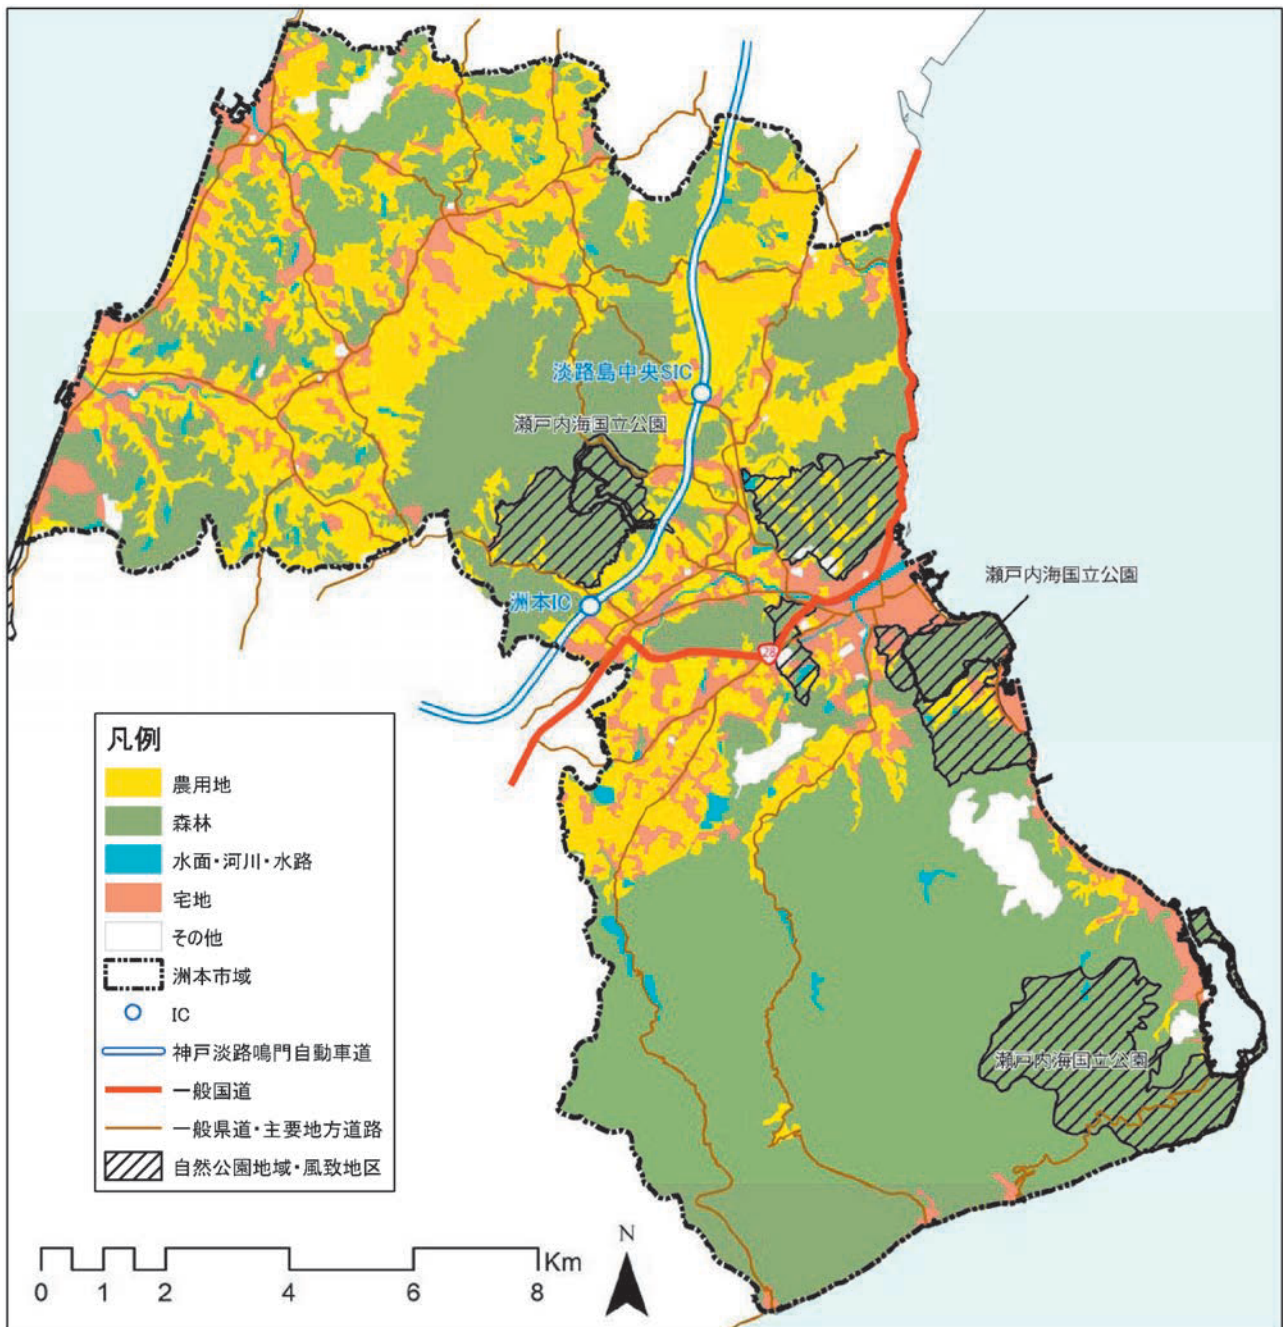 淡路島中央SIC
瀬戸内海国立公園
瀬戸内海国立公園
洲本IC
28
凡例
農用地
森林
水面・河川・水路
宅地
その他
洲本市域
IC
神戸淡路鳴門自動車道
一般国道
一般県道・主要地方道路
自然公園地域・風致地区
瀬戸内海国立公園
N
Km
0 1 2 4 6 8